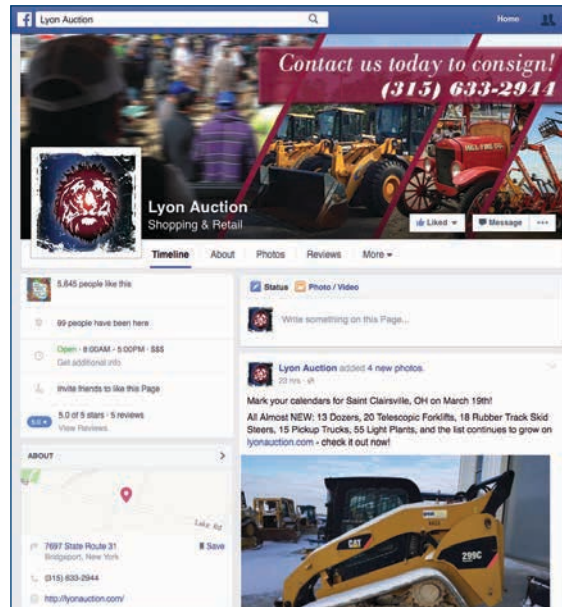 Lyon Auction
Home
Contact us today to consign!
(315) 633-2944
Lyon Auction
Shopping & Retail
Liked
Message
Timeline
About
Photos
Reviews
More
5,645 people like this
99 people have been here
Open · 8:00AM - 5:00PM · $$$
Get additional info
Invite friends to like this Page
5.0 of 5 stars · 5 reviews
View Reviews
ABOUT
Lake Rd
7697 State Route 31
Bridgeport, New York
Save
(315) 633-2944
http://lyonauction.com/
Status
Photo / Video
Write something on this Page...
Lyon Auction added 4 new photos.
20 hrs
Mark your calendars for Saint Clairsville, OH on March 19th!
All Almost NEW: 13 Dozers, 20 Telescopic Forklifts, 18 Rubber Track Skid
Steers, 15 Pickup Trucks, 55 Light Plants, and the list continues to grow on
lyonauction.com - check it out now!
CAT
299C